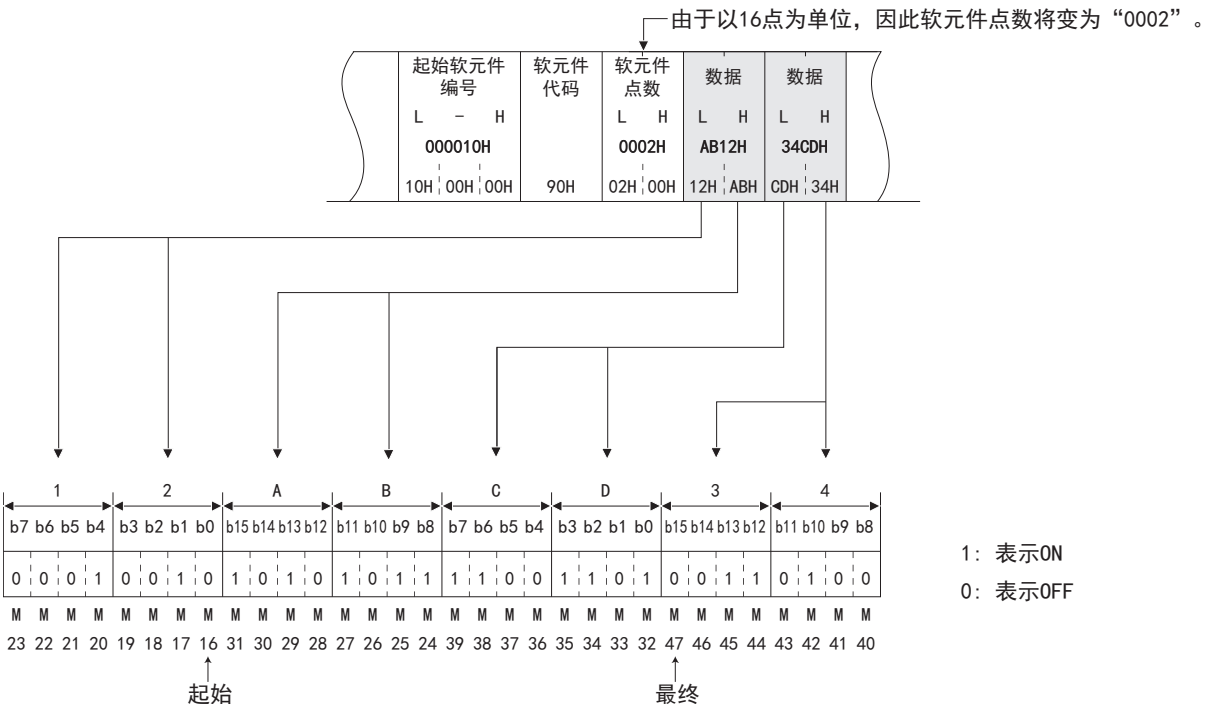 由于以16点为单位，因此软元件点数将变为“0002”。
起始软元件 软元件 软元件 数据 数据
编号 代码 点数
L - H L H L H L H
000010H 0002H AB12H 34CDH
10H 00H 00H 90H 02H 00H 12H ABH CDH 34H
1 2 A B C D 3 4
b7 b6 b5 b4 b3 b2 b1 b0 b15 b14 b13 b12 b11 b10 b9 b8 b7 b6 b5 b4 b3 b2 b1 b0 b15 b14 b13 b12 b11 b10 b9 b8
1: 表示ON
0 0 0 1 0 0 1 0 1 0 1 0 1 0 1 1 1 1 0 0 1 1 0 1 0 0 1 1 0 1 0 0
0: 表示OFF
M M M M M M M M M M M M M M M M M M M M M M M M M M M M M M M M
23 22 21 20 19 18 17 16 31 30 29 28 27 26 25 24 39 38 37 36 35 34 33 32 47 46 45 44 43 42 41 40
起始 最终